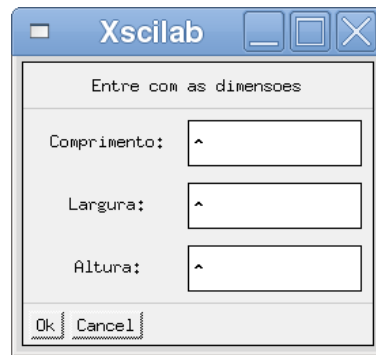 Xscilab
Entre com as dimensoes
Comprimento: ^
Largura: ^
Altura: ^
Ok Cancel